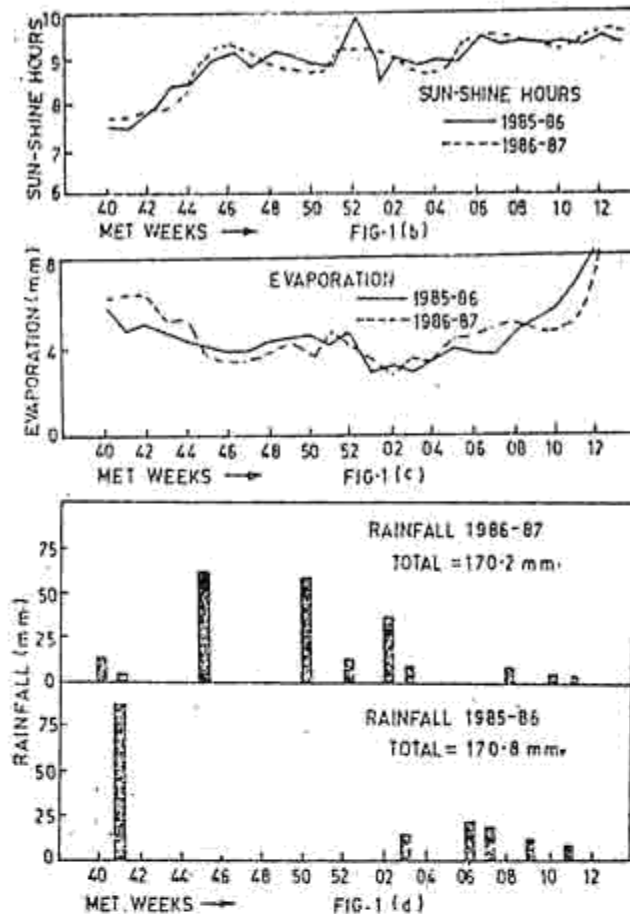 10
9
8
7
6
SUN-SHINE HOURS
SUN-SHINE HOURS
1985-86
1986-87
40 42 44 46 48 50 52 02 04 06 08 10 12
MET WEEKS FIG-1(b)
8
4
0
EVAPORATION (mm)
EVAPORATION
1985-86
1986-87
40 42 44 46 48 50 52 02 04 06 08 10 12
MET WEEKS FIG-1(c)
75
50
25
0
RAINFALL (mm)
RAINFALL 1986-87
TOTAL = 170.2 mm.
75
50
25
0
RAINFALL 1985-86
TOTAL = 170.8 mm.
40 42 44 46 48 50 52 02 04 06 08 10 12
MET. WEEKS FIG-1(d)